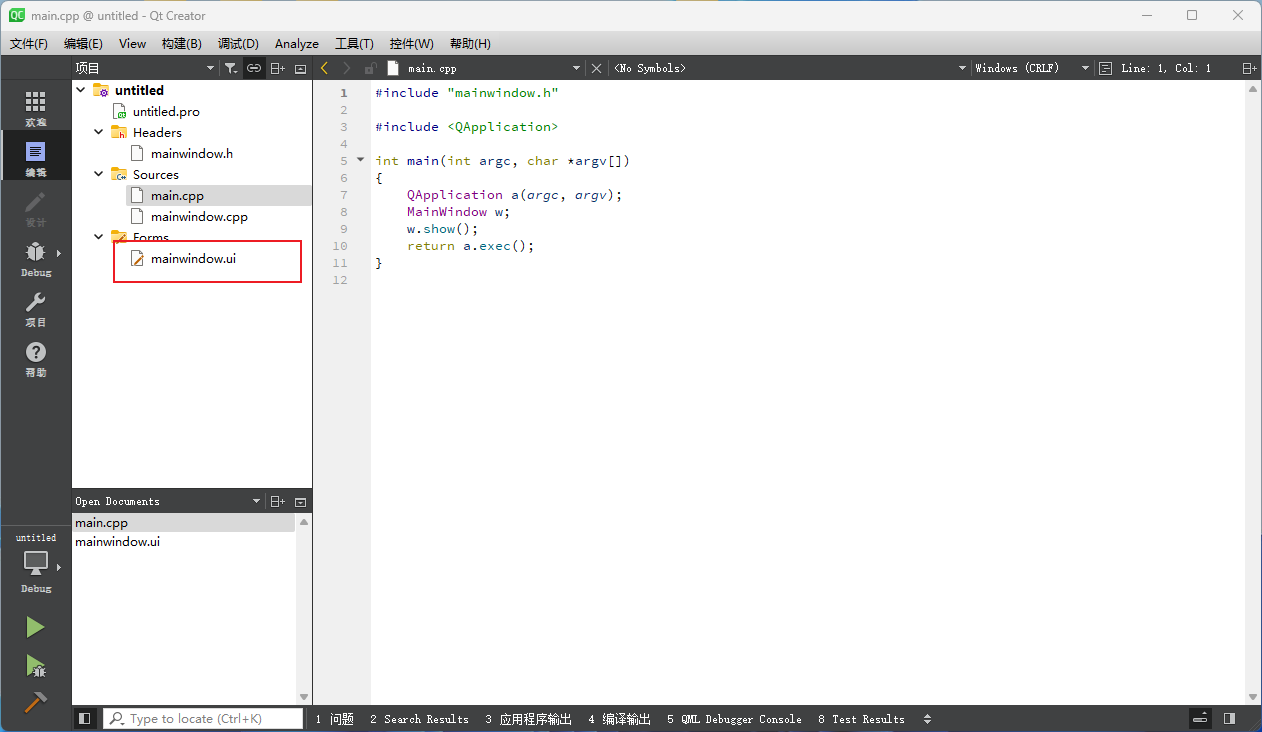 main.cpp @ untitled - Qt Creator
文件(F) 编辑(E) View 构建(B) 调试(D) Analyze 工具(T) 控件(W) 帮助(H)
项目
main.cpp
<No Symbols>
Windows (CRLF)
Line: 1, Col: 1
欢迎
编辑
设计
Debug
项目
帮助
untitled
Debug
untitled
untitled.pro
Headers
mainwindow.h
Sources
main.cpp
mainwindow.cpp
Forms
mainwindow.ui
Open Documents
main.cpp
mainwindow.ui
1 #include "mainwindow.h"
2
3 #include <QApplication>
4
5 int main(int argc, char *argv[])
6 {
7     QApplication a(argc, argv);
8     MainWindow w;
9     w.show();
10     return a.exec();
11 }
12
Type to locate (Ctrl+K)
1 问题 2 Search Results 3 应用程序输出 4 编译输出 5 QML Debugger Console 8 Test Results